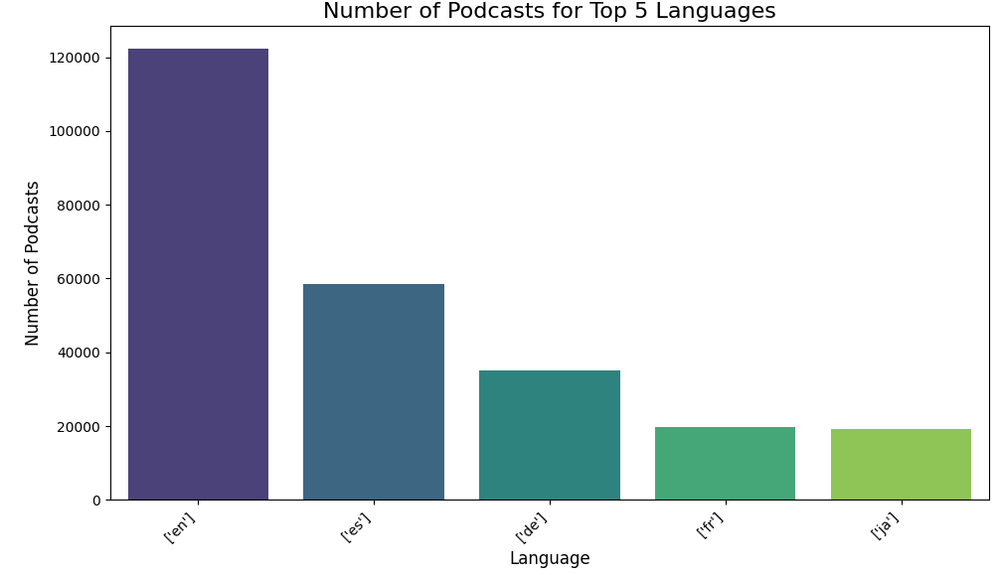 Number of Podcasts for Top 5 Languages
120000
100000
80000
60000
40000
20000
0
Number of Podcasts
['en']
['es']
['de']
['fr']
['ja']
Language